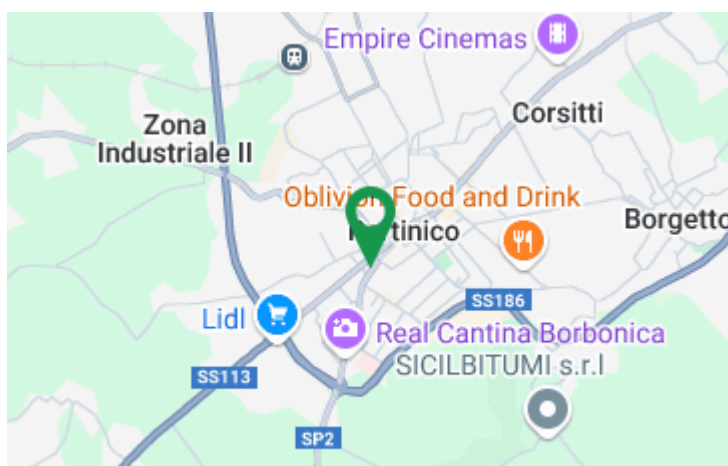 Empire Cinemas
Corsitti
Zona
Industriale II
Oblivion Food and Drink
Borgetto
SS186
Lidl
Real Cantina Borbonica
SICILBITUMI s.r.l
SS113
SP2